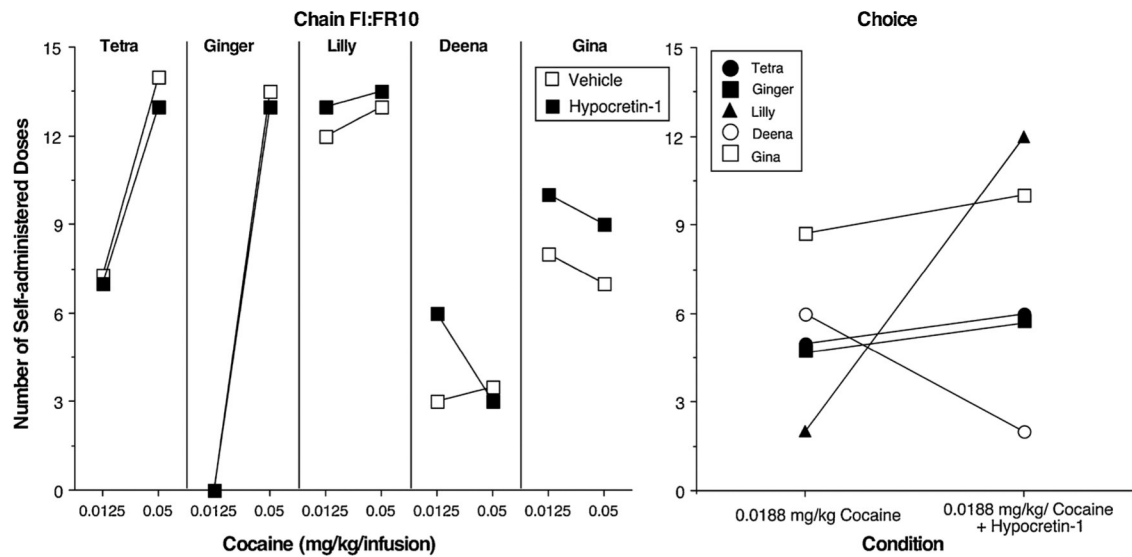 Chain FI:FR10
Choice
Number of Self-administered Doses
15
12
9
6
3
0
Tetra
Ginger
Lilly
Deena
Gina
Vehicle
Hypocretin-1
0.0125 0.05 0.0125 0.05 0.0125 0.05 0.0125 0.05 0.0125 0.05
Cocaine (mg/kg/infusion)
15
12
9
6
3
0
Tetra
Ginger
Lilly
Deena
Gina
0.0188 mg/kg Cocaine
0.0188 mg/kg/ Cocaine
+ Hypocretin-1
Condition